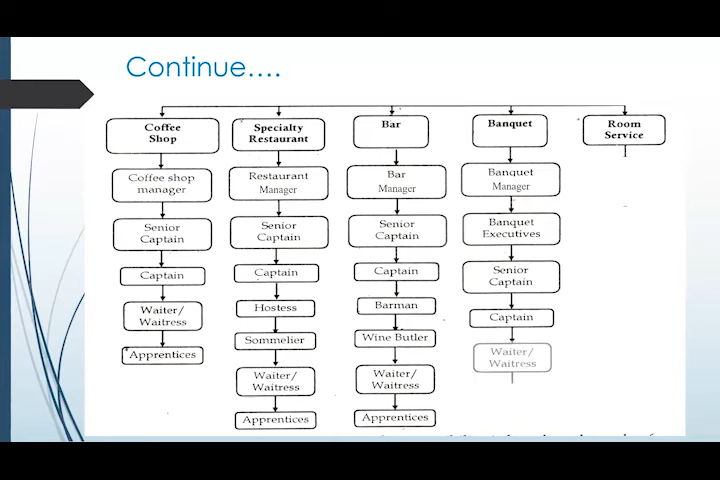 Continue….
Coffee
Shop
Coffee shop
manager
Senior
Captain
Captain
Waiter/
Waitress
Apprentices
Specialty
Restaurant
Restaurant
Manager
Senior
Captain
Captain
Hostess
Sommelier
Waiter/
Waitress
Apprentices
Bar
Bar
Manager
Senior
Captain
Captain
Barman
Wine Butler
Waiter/
Waitress
Apprentices
Banquet
Banquet
Manager
Banquet
Executives
Senior
Captain
Captain
Waiter/
Waitress
Room
Service